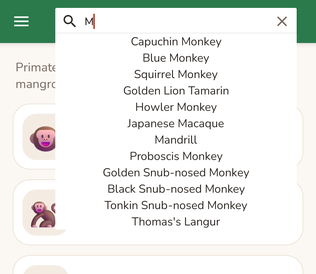 M
Capuchin Monkey
Blue Monkey
Squirrel Monkey
Golden Lion Tamarin
Howler Monkey
Japanese Macaque
Mandrill
Proboscis Monkey
Golden Snub-nosed Monkey
Black Snub-nosed Monkey
Tonkin Snub-nosed Monkey
Thomas's Langur
Primate
mangro